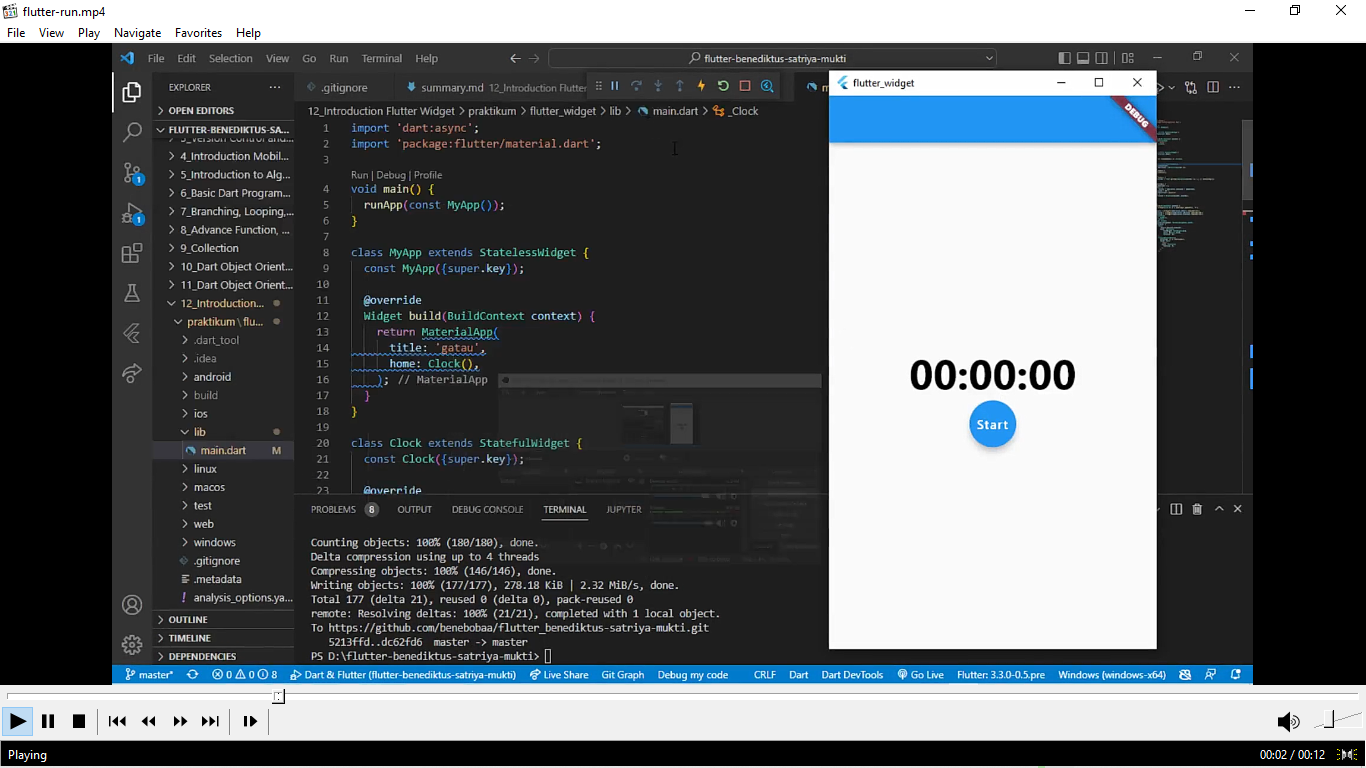 flutter-run.mp4
File View Play Navigate Favorites Help
File Edit Selection View Go Run Terminal Help
flutter-benediktus-satriya-mukti
EXPLORER
.gitignore
summary.md 12_Introduction Flutter
m
OPEN EDITORS
FLUTTER-BENEDIKTUS-SA...
4_Introduction Mobil...
5_Introduction to Alg...
6_Basic Dart Program...
7_Branching, Looping,...
8_Advance Function, ...
9_Collection
10_Dart Object Orient...
11_Dart Object Orient...
12_Introduction...
praktikum\flu...
.dart_tool
.idea
android
build
ios
lib
main.dart M
linux
macos
test
web
windows
.gitignore
.metadata
! analysis_options.ya...
OUTLINE
TIMELINE
DEPENDENCIES
1
1
12_Introduction Flutter Widget > praktikum > flutter_widget > lib > main.dart > _Clock
1 import 'dart:async';
2 import 'package:flutter/material.dart';
3
Run | Debug | Profile
4 void main() {
5 runApp(const MyApp());
6 }
7
8 class MyApp extends StatelessWidget {
9 const MyApp({super.key});
10
11 @override
12 Widget build(BuildContext context) {
13 return MaterialApp(
14 title: 'gatau',
15 home: Clock(),
16 ); // MaterialApp
17 }
18 }
19
20 class Clock extends StatefulWidget {
21 const Clock({super.key});
22
23 @override
PROBLEMS 8 OUTPUT DEBUG CONSOLE TERMINAL JUPYTER
Counting objects: 100% (180/180), done.
Delta compression using up to 4 threads
Compressing objects: 100% (146/146), done.
Writing objects: 100% (177/177), 278.18 KiB | 2.32 MiB/s, done.
Total 177 (delta 21), reused 0 (delta 0), pack-reused 0
remote: Resolving deltas: 100% (21/21), completed with 1 local object.
To https://github.com/benebobaa/flutter_benediktus-satriya-mukti.git
5213ffd..dc62fd6 master -> master
PS D:\flutter-benediktus-satriya-mukti>
flutter_widget
DEBUG
00:00:00
Start
master* 0 0 8 Dart & Flutter (flutter-benediktus-satriya-mukti) Live Share Git Graph Debug my code CRLF Dart Dart DevTools Go Live Flutter: 3.3.0-0.5.pre Windows (windows-x64)
Playing
00:02 / 00:12